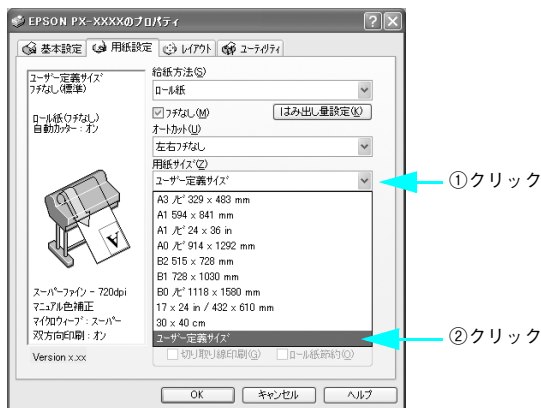 EPSON PX-XXXXのプロパティ
基本設定 用紙設定 レイアウト ユーティリティ
ユーザー定義サイズ
フチなし(標準)
ロール紙(フチなし)
自動カッター : オン
スーパーファイン - 720dpi
マニュアル色補正
マイクロウィーブ : スーパー
双方向印刷 : オン
Version x.xx
給紙方法(S)
ロール紙
フチなし(M) はみ出し量設定(K)
オートカット(U)
左右フチなし
用紙サイズ(Z)
ユーザー定義サイズ
A3 ノビ 329 x 483 mm
A1 594 x 841 mm
A1 ノビ 24 x 36 in
A0 ノビ 914 x 1292 mm
B2 515 x 728 mm
B1 728 x 1030 mm
B0 ノビ 1118 x 1580 mm
17 x 24 in / 432 x 610 mm
30 x 40 cm
ユーザー定義サイズ
切り取り線印刷(G) ロール紙節約(O)
OK キャンセル ヘルプ
①クリック
②クリック